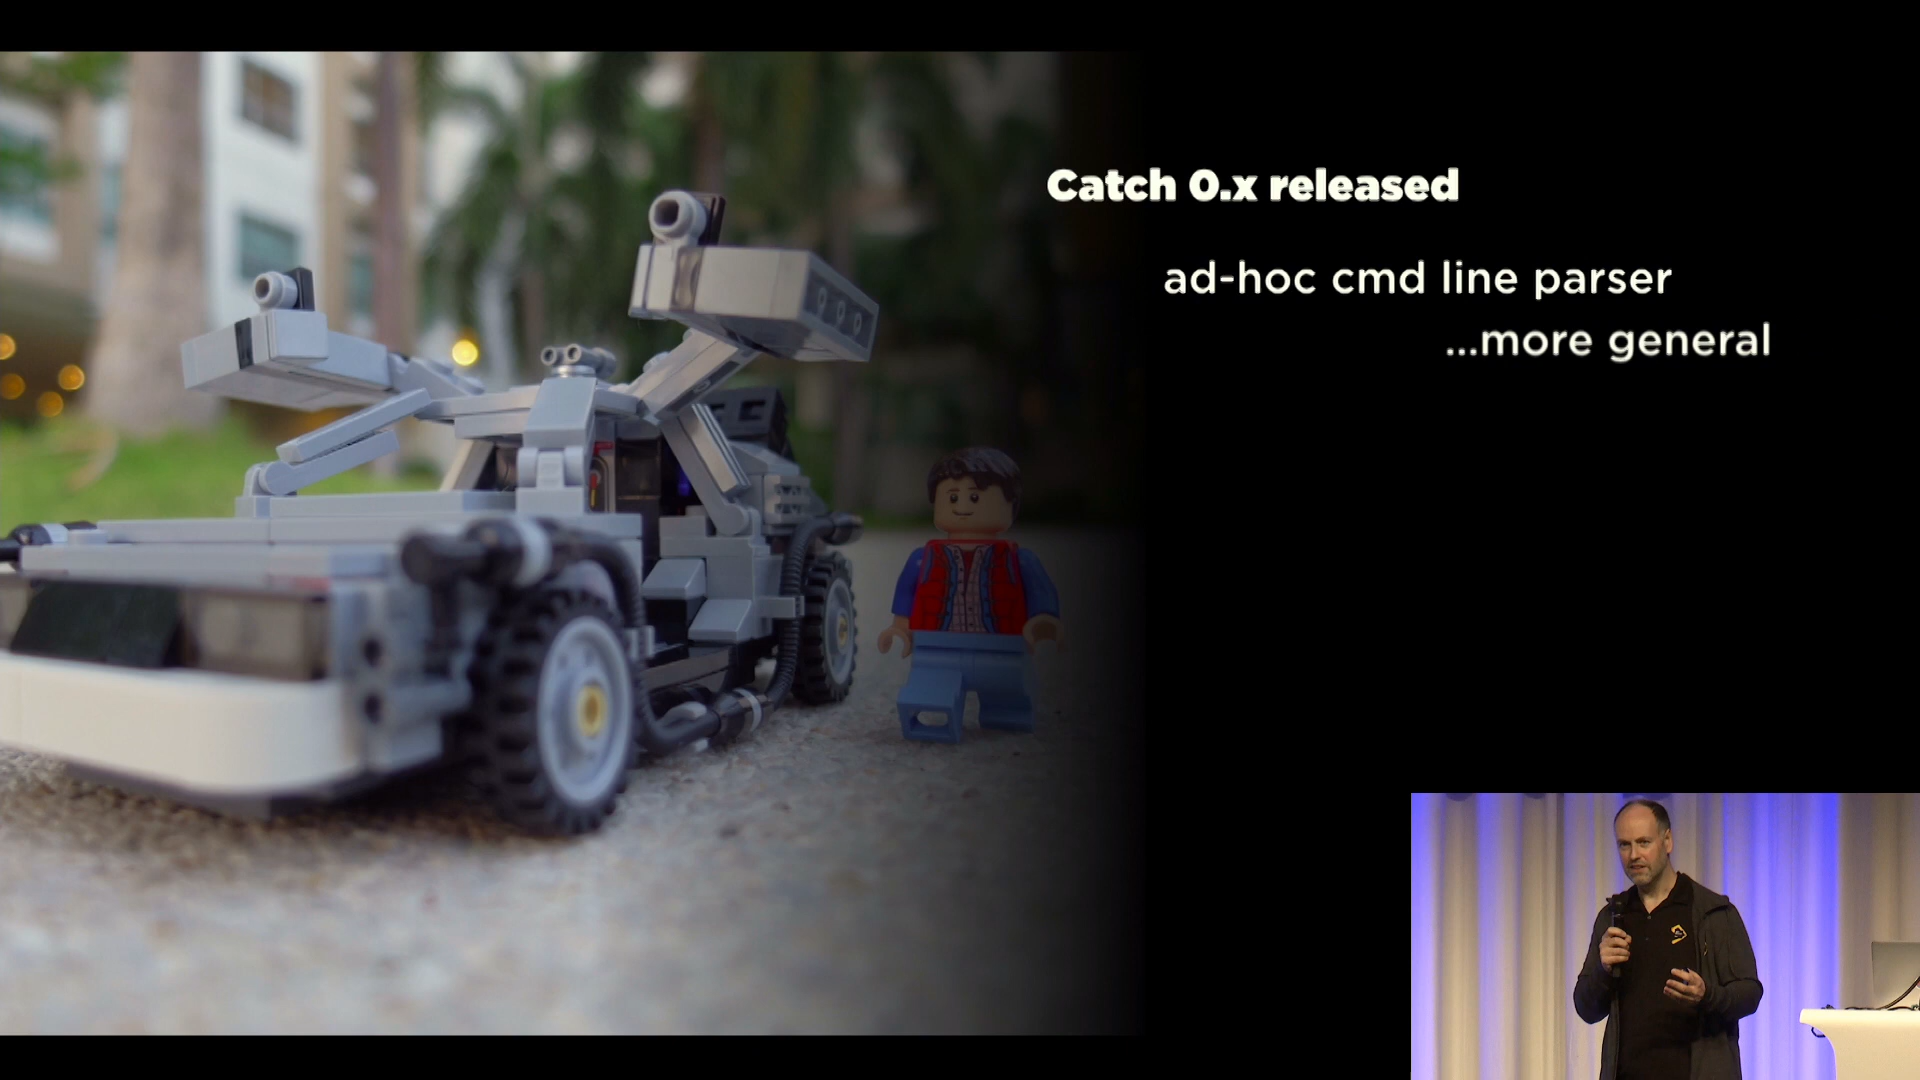 Catch 0.x released
ad-hoc cmd line parser
...more general